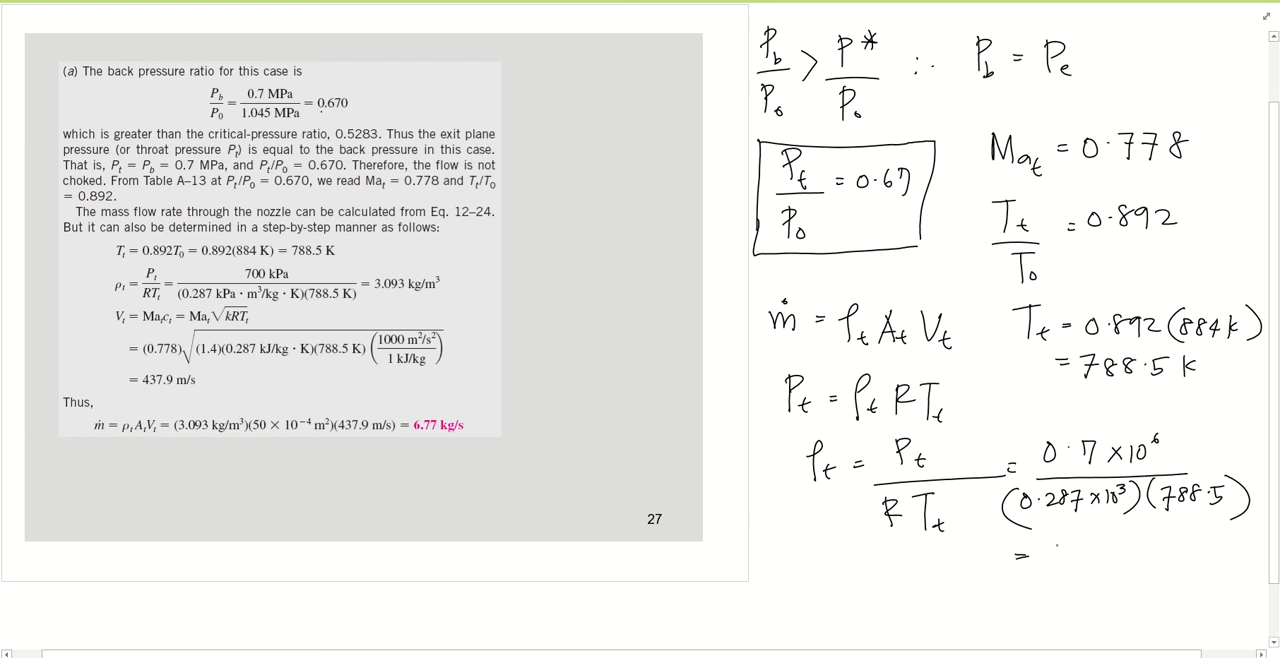 (a) The back pressure ratio for this case is
P_b/P_0 = 0.7 MPa/1.045 MPa = 0.670
which is greater than the critical-pressure ratio, 0.5283. Thus the exit plane
pressure (or throat pressure P_t) is equal to the back pressure in this case.
That is, P_t = P_b = 0.7 MPa, and P_t/P_0 = 0.670. Therefore, the flow is not
choked. From Table A–13 at P_t/P_0 = 0.670, we read Ma_t = 0.778 and T_t/T_0
= 0.892.
The mass flow rate through the nozzle can be calculated from Eq. 12–24.
But it can also be determined in a step-by-step manner as follows:
T_t = 0.892T_0 = 0.892(884 K) = 788.5 K
ρ_t = P_t/RT_t = 700 kPa/(0.287 kPa · m³/kg · K)(788.5 K) = 3.093 kg/m³
V_t = Ma_t c_t = Ma_t √kRT_t
= (0.778)√(1.4)(0.287 kJ/kg · K)(788.5 K)(1000 m²/s²/1 kJ/kg)
= 437.9 m/s
Thus,
ṁ = ρ_t A_t V_t = (3.093 kg/m³)(50 × 10⁻⁴ m²)(437.9 m/s) = 6.77 kg/s
27
P_b/P_0 > P*/P_0 ∴ P_b = P_e
P_t/P_0 = 0.67
Ma_t = 0.778
T_t/T_0 = 0.892
ṁ = ρ_t A_t V_t
T_t = 0.892(884K)
= 788.5 K
P_t = ρ_t R T_t
ρ_t = P_t/R T_t = 0.7 × 10⁶/(0.287 × 10³)(788.5)
=